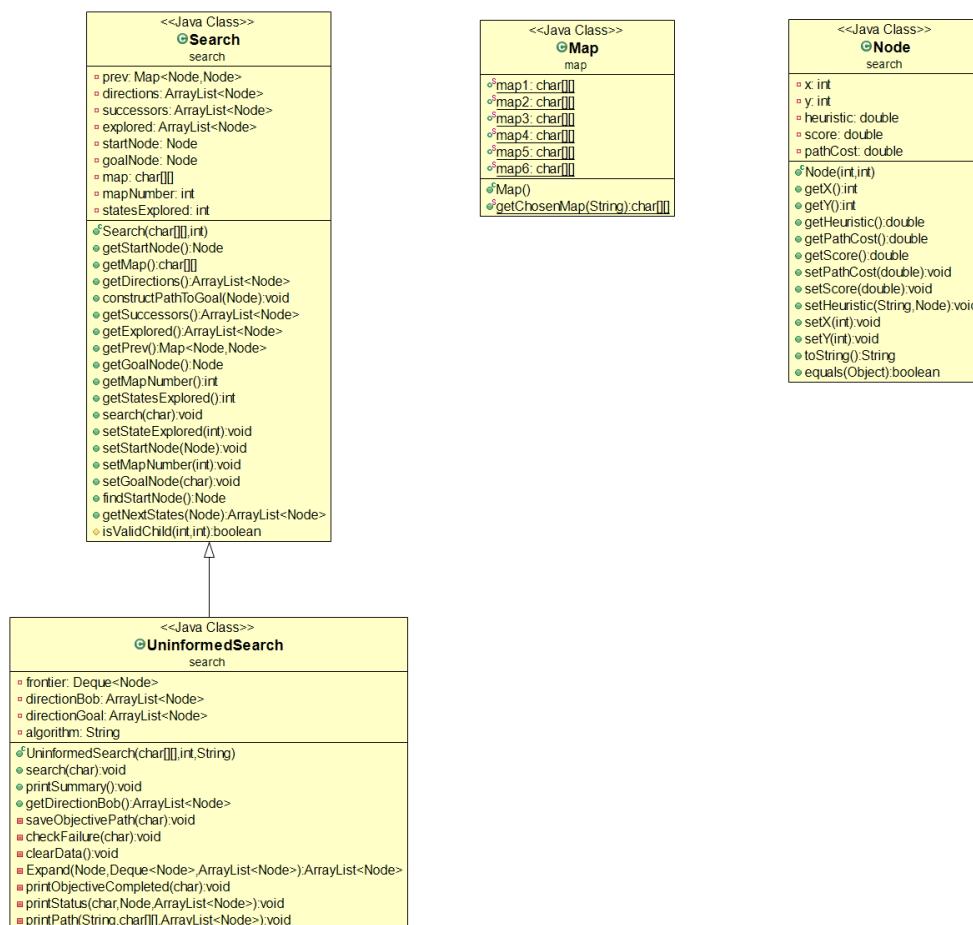 <<Java Class>>
Search
search
prev: Map<Node,Node>
directions: ArrayList<Node>
successors: ArrayList<Node>
explored: ArrayList<Node>
startNode: Node
goalNode: Node
map: char[][]
mapNumber: int
statesExplored: int
Search(char[][],int)
getStartNode():Node
getMap():char[][]
getDirections():ArrayList<Node>
constructPathToGoal(Node):void
getSuccessors():ArrayList<Node>
getExplored():ArrayList<Node>
getPrev():Map<Node,Node>
getGoalNode():Node
getMapNumber():int
getStatesExplored():int
search(char):void
setStateExplored(int):void
setStartNode(Node):void
setMapNumber(int):void
setGoalNode(char):void
findStartNode():Node
getNextStates(Node):ArrayList<Node>
isValidChild(int,int):boolean
<<Java Class>>
Map
map
map1: char[][]
map2: char[][]
map3: char[][]
map4: char[][]
map5: char[][]
map6: char[][]
Map()
getChosenMap(String):char[][]
<<Java Class>>
Node
search
x: int
y: int
heuristic: double
score: double
pathCost: double
Node(int,int)
getX():int
getY():int
getHeuristic():double
getPathCost():double
getScore():double
setPathCost(double):void
setScore(double):void
setHeuristic(String,Node):void
setX(int):void
setY(int):void
toString():String
equals(Object):boolean
<<Java Class>>
UninformedSearch
search
frontier: Deque<Node>
directionBob: ArrayList<Node>
directionGoal: ArrayList<Node>
algorithm: String
UninformedSearch(char[][],int,String)
search(char):void
printSummary():void
getDirectionBob():ArrayList<Node>
saveObjectivePath(char):void
checkFailure(char):void
clearData():void
Expand(Node,Deque<Node>,ArrayList<Node>):ArrayList<Node>
printObjectiveCompleted(char):void
printStatus(char,Node,ArrayList<Node>):void
printPath(String,char[][],ArrayList<Node>):void